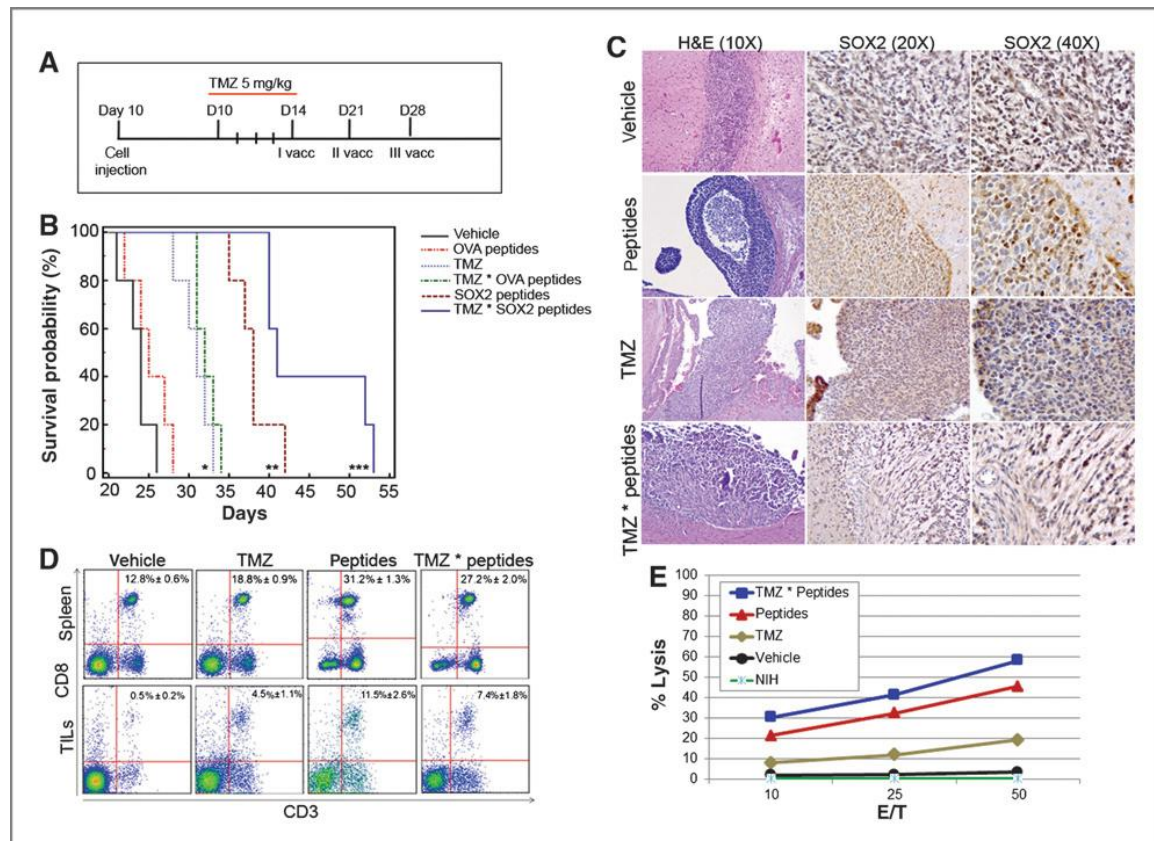 A
TMZ 5 mg/kg
Day 10 D10 D14 D21 D28
Cell injection I vacc II vacc III vacc
B
Survival probability (%)
100
80
60
40
20
0
* ** ***
20 25 30 35 40 45 50 55
Days
Vehicle
OVA peptides
TMZ
TMZ * OVA peptides
SOX2 peptides
TMZ * SOX2 peptides
C
H&E (10X) SOX2 (20X) SOX2 (40X)
Vehicle
Peptides
TMZ
TMZ * peptides
D
Vehicle TMZ Peptides TMZ * peptides
Spleen
12.8%± 0.6% 18.8% ± 0.9% 31.2% ± 1.3% 27.2% ± 2.0%
CD8
TILs
0.5%±0.2% 4.5%±1.1% 11.5%±2.6% 7.4%±1.8%
CD3
E
% Lysis
100
90
80
70
60
50
40
30
20
10
0
TMZ * Peptides
Peptides
TMZ
Vehicle
NIH
10 25 50
E/T